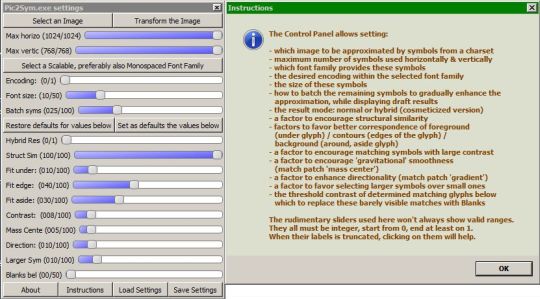 Pic2Sym.exe settings
Select an Image
Transform the Image
Max horizo (1024/1024)
Max vertic (768/768)
Select a Scalable, preferably also Monospaced Font Family
Encoding: (0/1)
Font size: (10/50)
Batch syms (025/100)
Restore defaults for values below
Set as defaults the values below
Hybrid Res (0/1)
Struct Sim (100/100)
Fit under: (010/100)
Fit edge: (040/100)
Fit aside: (030/100)
Contrast: (008/100)
Mass Cente (005/100)
Direction: (010/100)
Larger Sym (010/100)
Blanks bel (00/50)
About
Instructions
Load Settings
Save Settings
Instructions
The Control Panel allows setting:
- which image to be approximated by symbols from a charset
- maximum number of symbols used horizontally & vertically
- which font family provides these symbols
- the desired encoding within the selected font family
- the size of these symbols
- how to batch the remaining symbols to gradually enhance the
approximation, while displaying draft results
- the result mode: normal or hybrid (cosmeticized version)
- a factor to encourage structural similarity
- factors to favor better correspondence of foreground
(under glyph) / contours (edges of the glyph) /
background (around, aside glyph)
- a factor to encourage matching symbols with large contrast
- a factor to encourage 'gravitational' smoothness
(match patch 'mass center')
- a factor to enhance directionality (match patch 'gradient')
- a factor to favor selecting larger symbols over small ones
- the threshold contrast of determined matching glyphs below
which to replace these barely visible matches with Blanks
The rudimentary sliders used here won't always show valid ranges.
They all must be integer, start from 0, end at least on 1.
When their labels is truncated, clicking on them will help.
OK